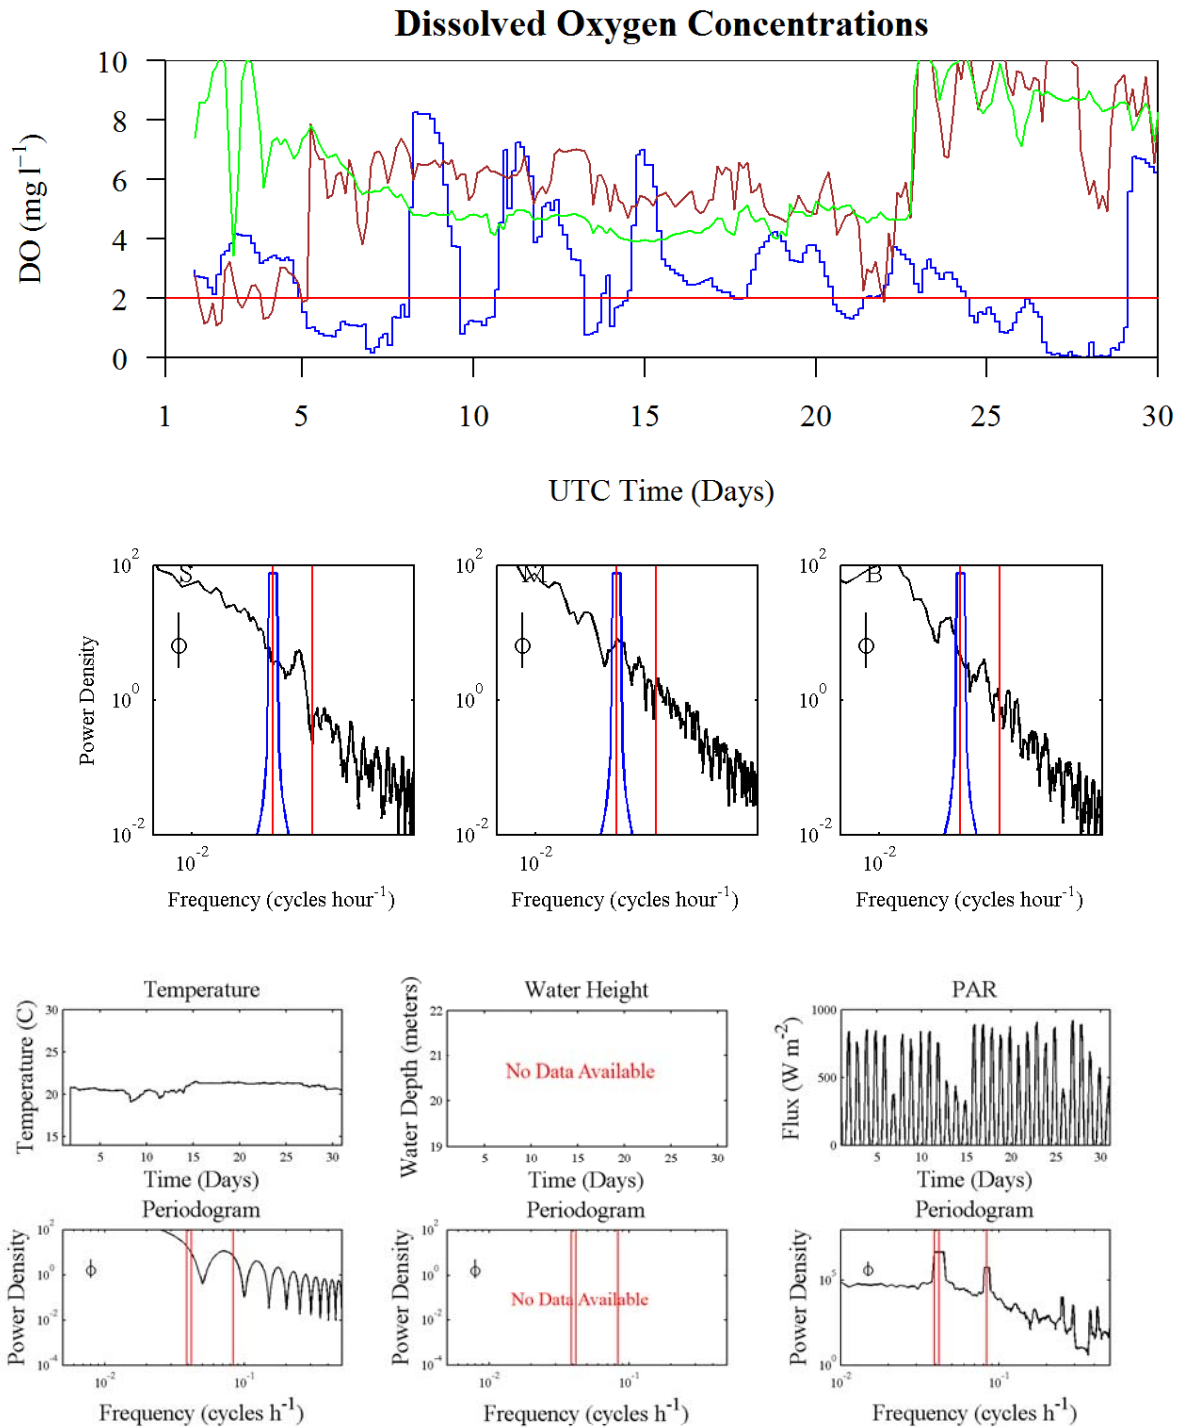 Dissolved Oxygen Concentrations
DO (mg l⁻¹)
10
8
6
4
2
0
1 5 10 15 20 25 30
UTC Time (Days)
Power Density
10² 10² 10²
S M B
10⁰ 10⁰ 10⁰
10⁻² 10⁻² 10⁻²
10⁻² 10⁻² 10⁻²
Frequency (cycles hour⁻¹) Frequency (cycles hour⁻¹) Frequency (cycles hour⁻¹)
Temperature Water Height PAR
Temperature (C) Water Depth (meters) Flux (W m⁻²)
30 22 1000
25 21
No Data Available
20 20 500
15 19 0
5 10 15 20 25 30 5 10 15 20 25 30 5 10 15 20 25 30
Time (Days) Time (Days) Time (Days)
Periodogram Periodogram Periodogram
Power Density Power Density Power Density
10² 10²
10⁰ 10⁰ 10⁵
No Data Available
10⁻² 10⁻²
10⁻⁴ 10⁻⁴ 10⁰
10⁻² 10⁻¹ 10⁻² 10⁻¹ 10⁻² 10⁻¹
Frequency (cycles h⁻¹) Frequency (cycles h⁻¹) Frequency (cycles h⁻¹)